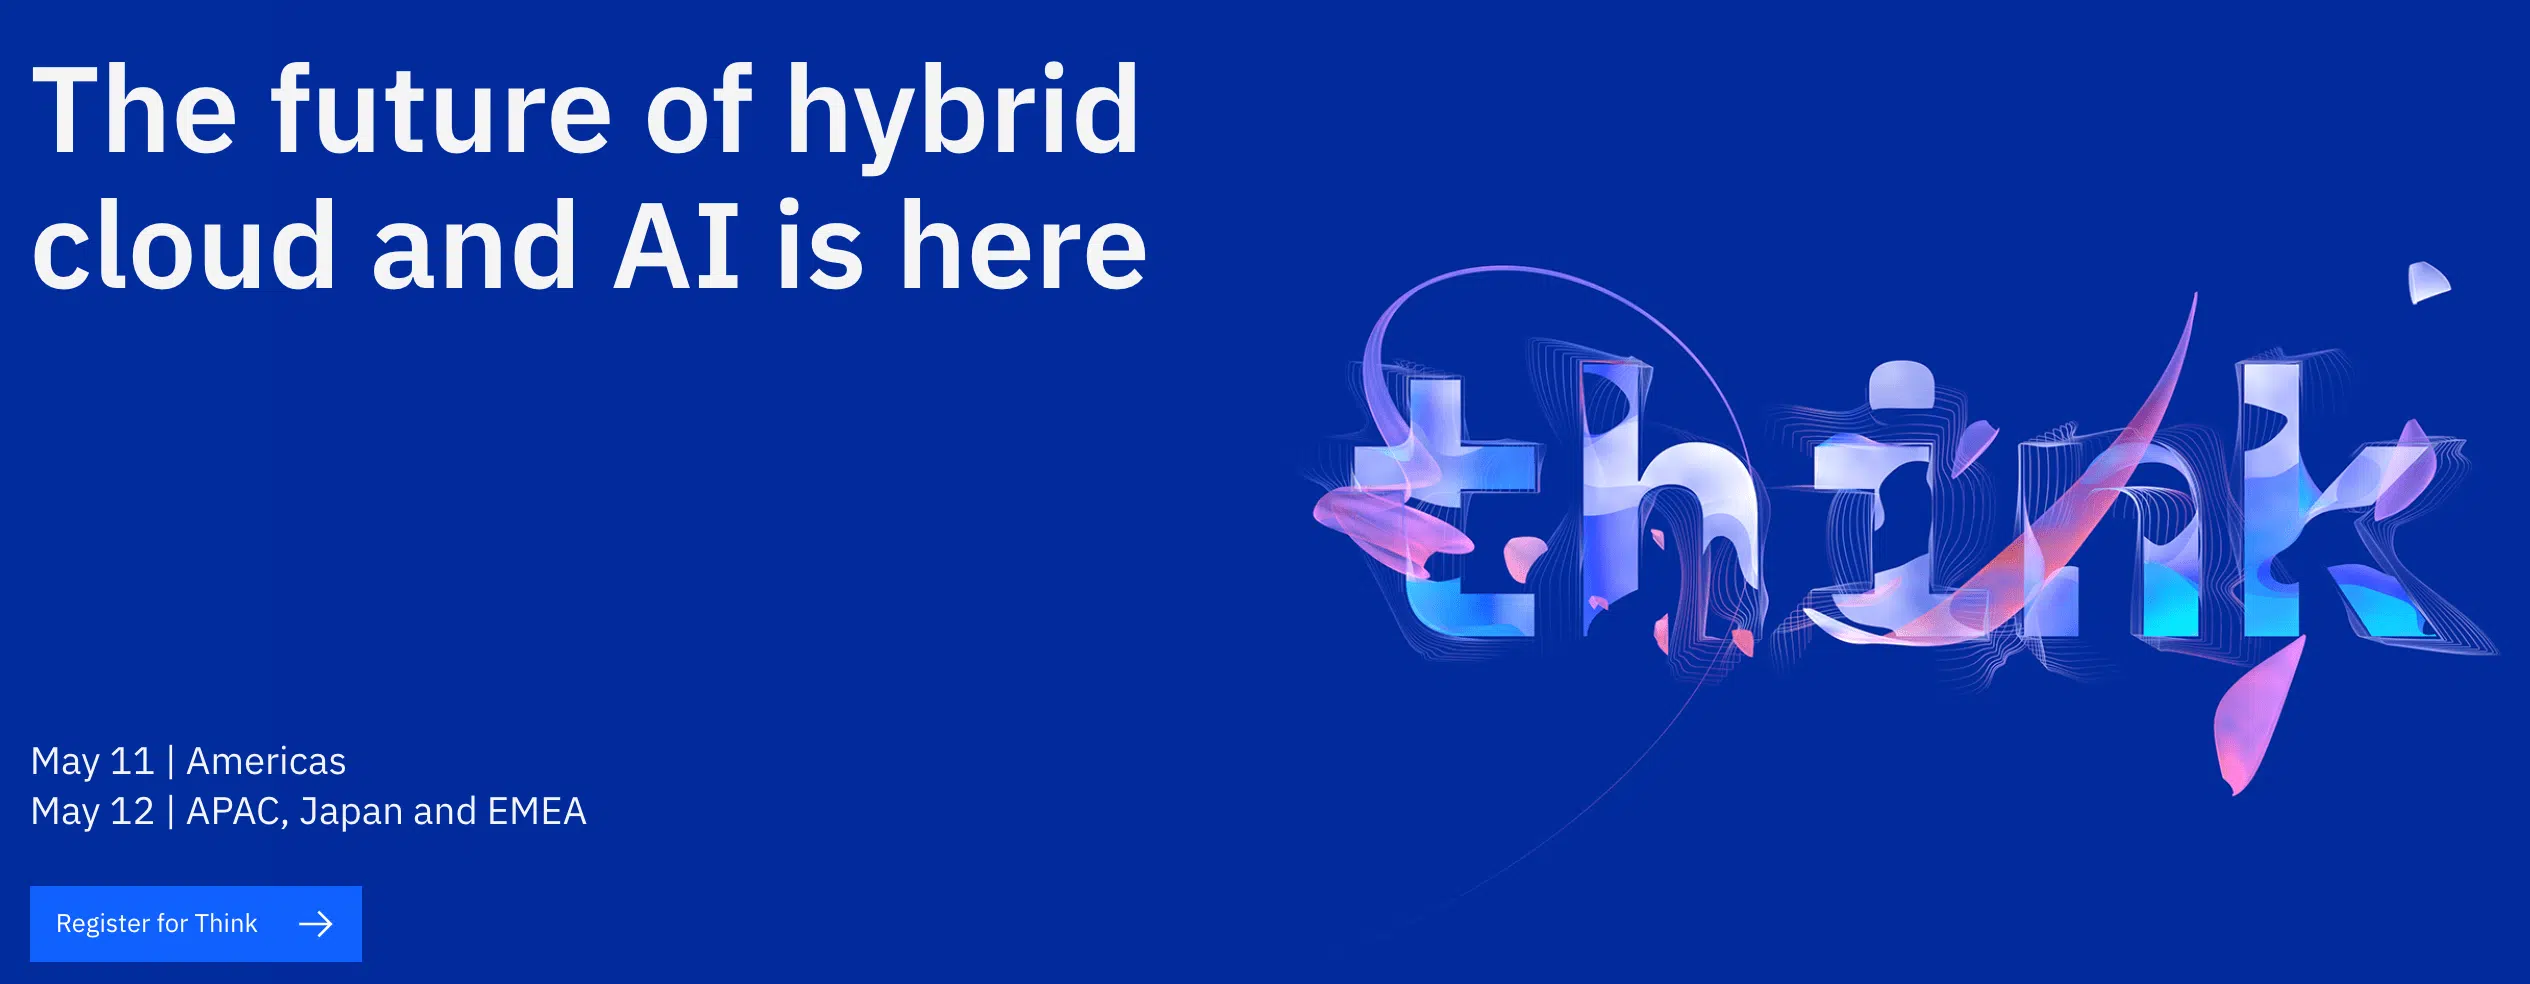 The future of hybrid
cloud and AI is here
think
May 11 | Americas
May 12 | APAC, Japan and EMEA
Register for Think